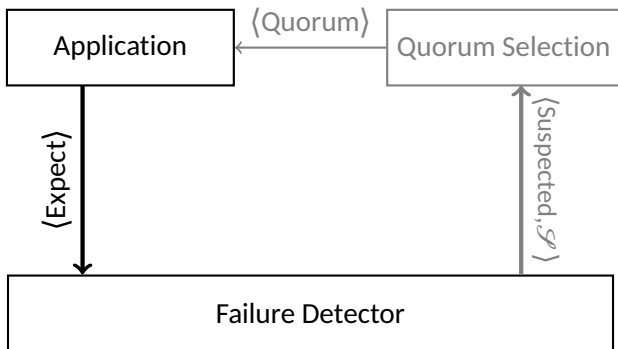 Application
⟨Quorum⟩
Quorum Selection
⟨Expect⟩
⟨Suspected,𝒮⟩
Failure Detector